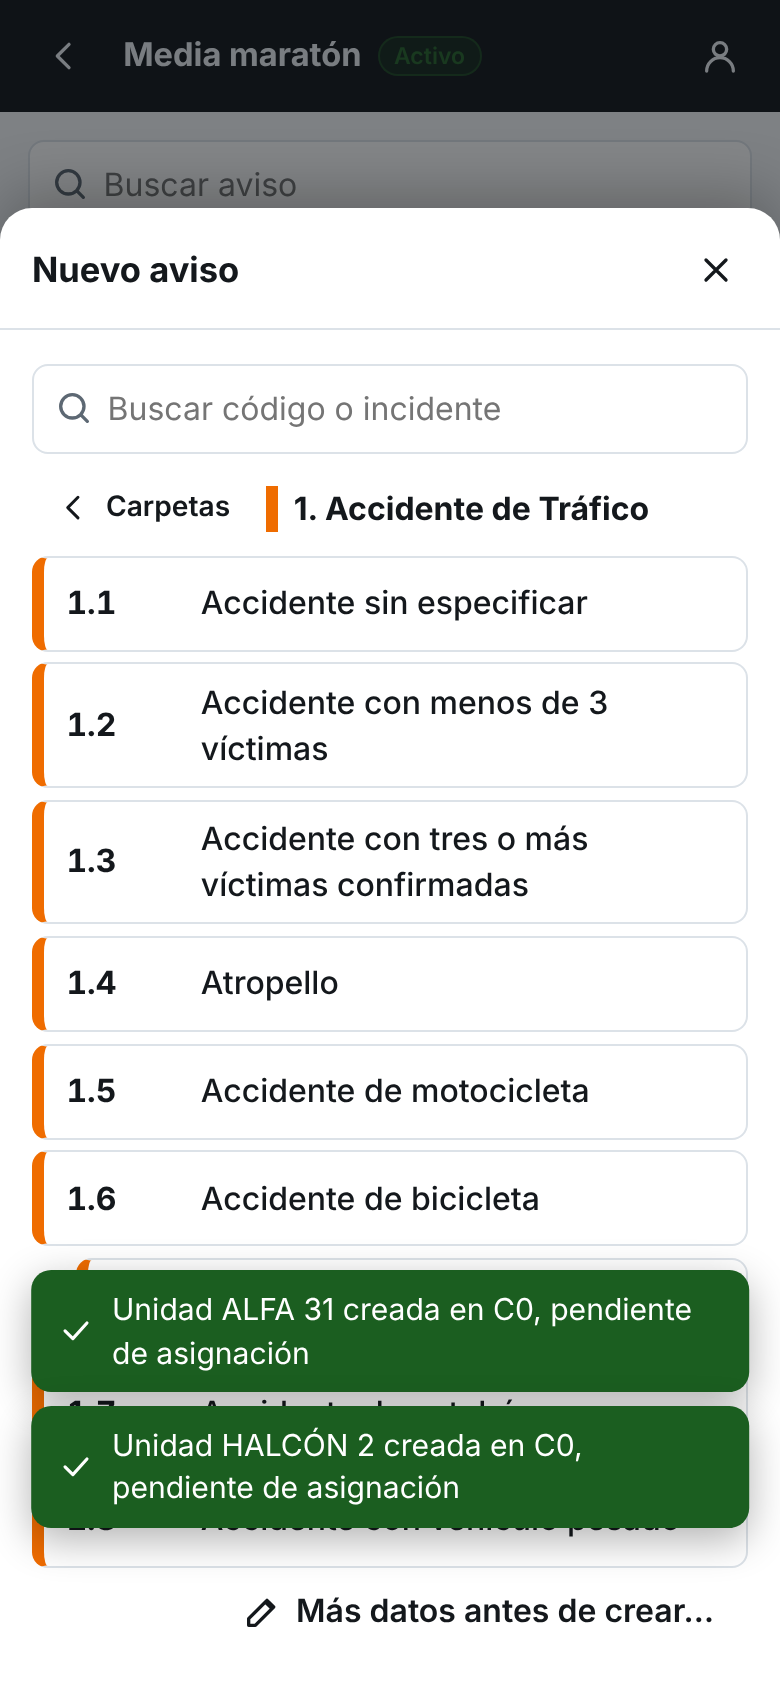 Media maratón Activo
Buscar aviso
Nuevo aviso
Buscar código o incidente
Carpetas 1. Accidente de Tráfico
1.1 Accidente sin especificar
1.2 Accidente con menos de 3
víctimas
1.3 Accidente con tres o más
víctimas confirmadas
1.4 Atropello
1.5 Accidente de motocicleta
1.6 Accidente de bicicleta
Unidad ALFA 31 creada en C0, pendiente
de asignación
Unidad HALCÓN 2 creada en C0,
pendiente de asignación
Más datos antes de crear...